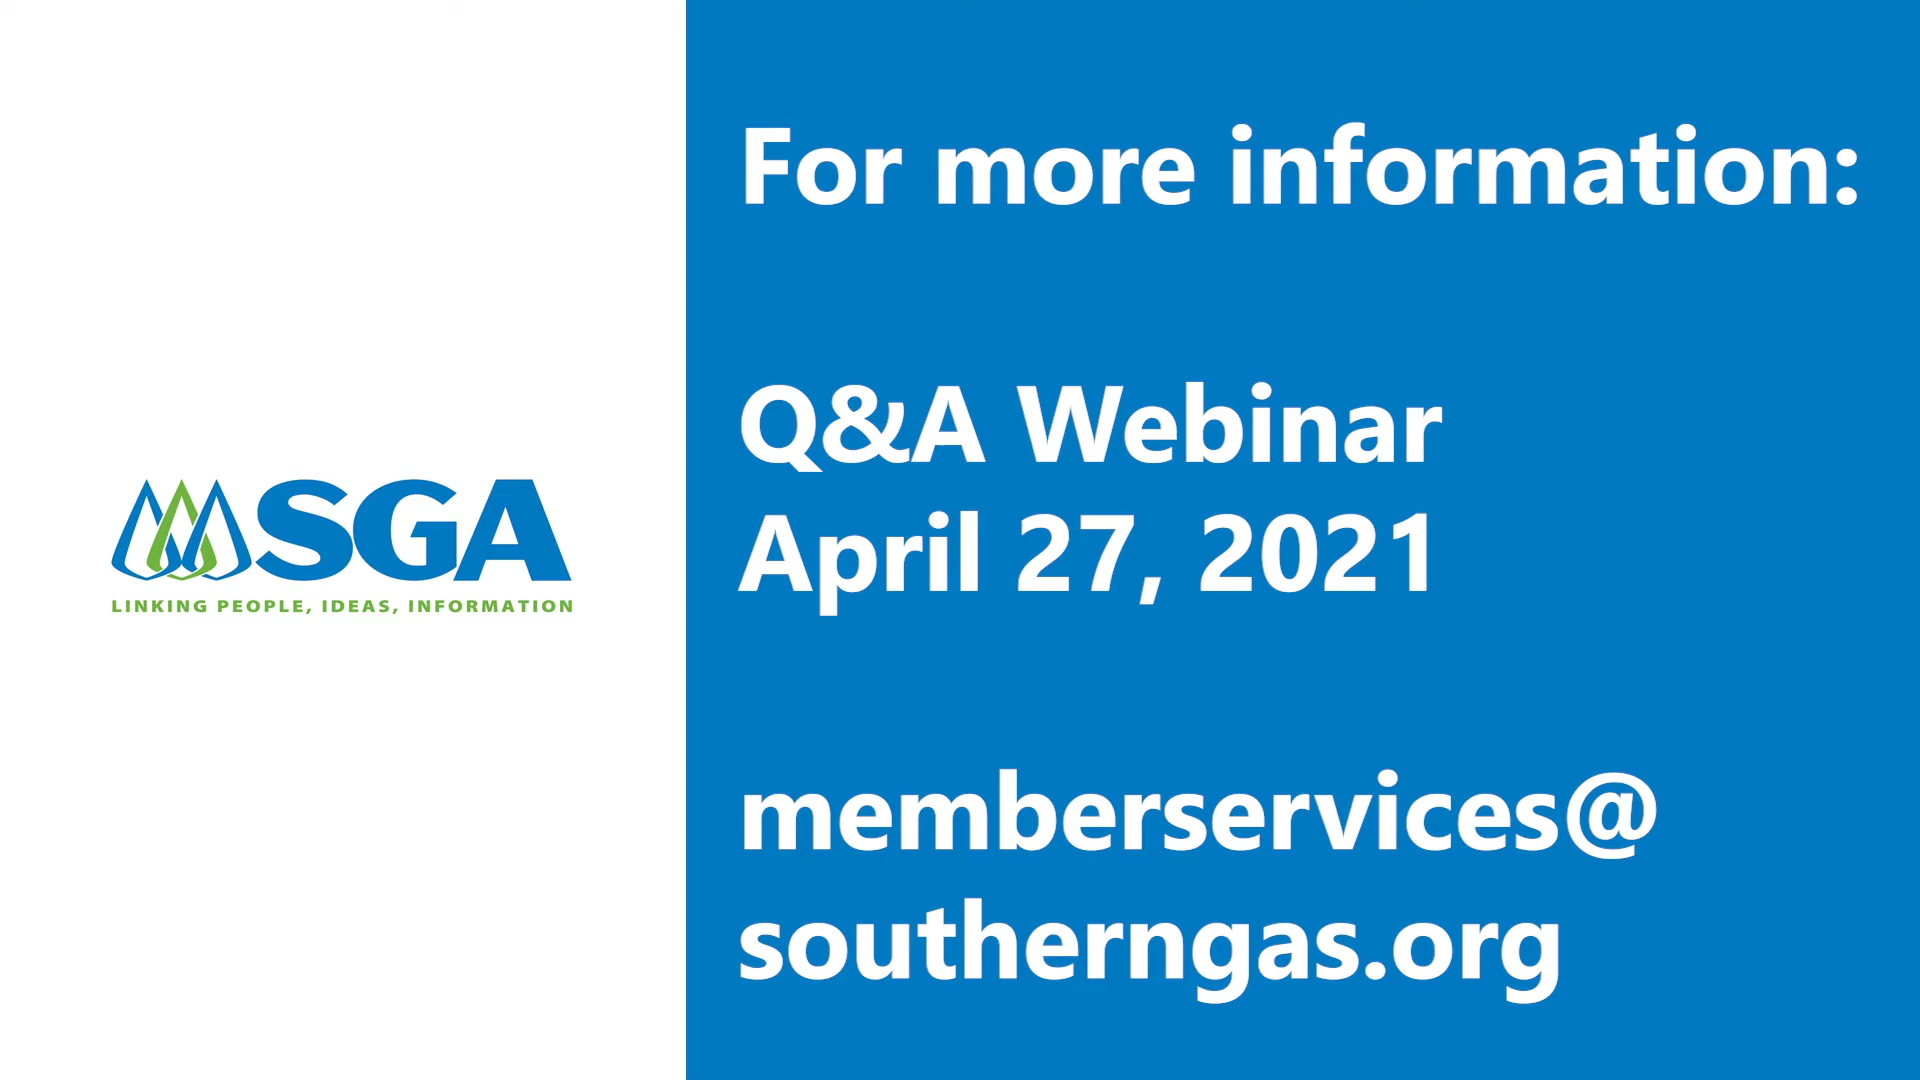 SGA
LINKING PEOPLE, IDEAS, INFORMATION
For more information:
Q&A Webinar
April 27, 2021
memberservices@
southerngas.org